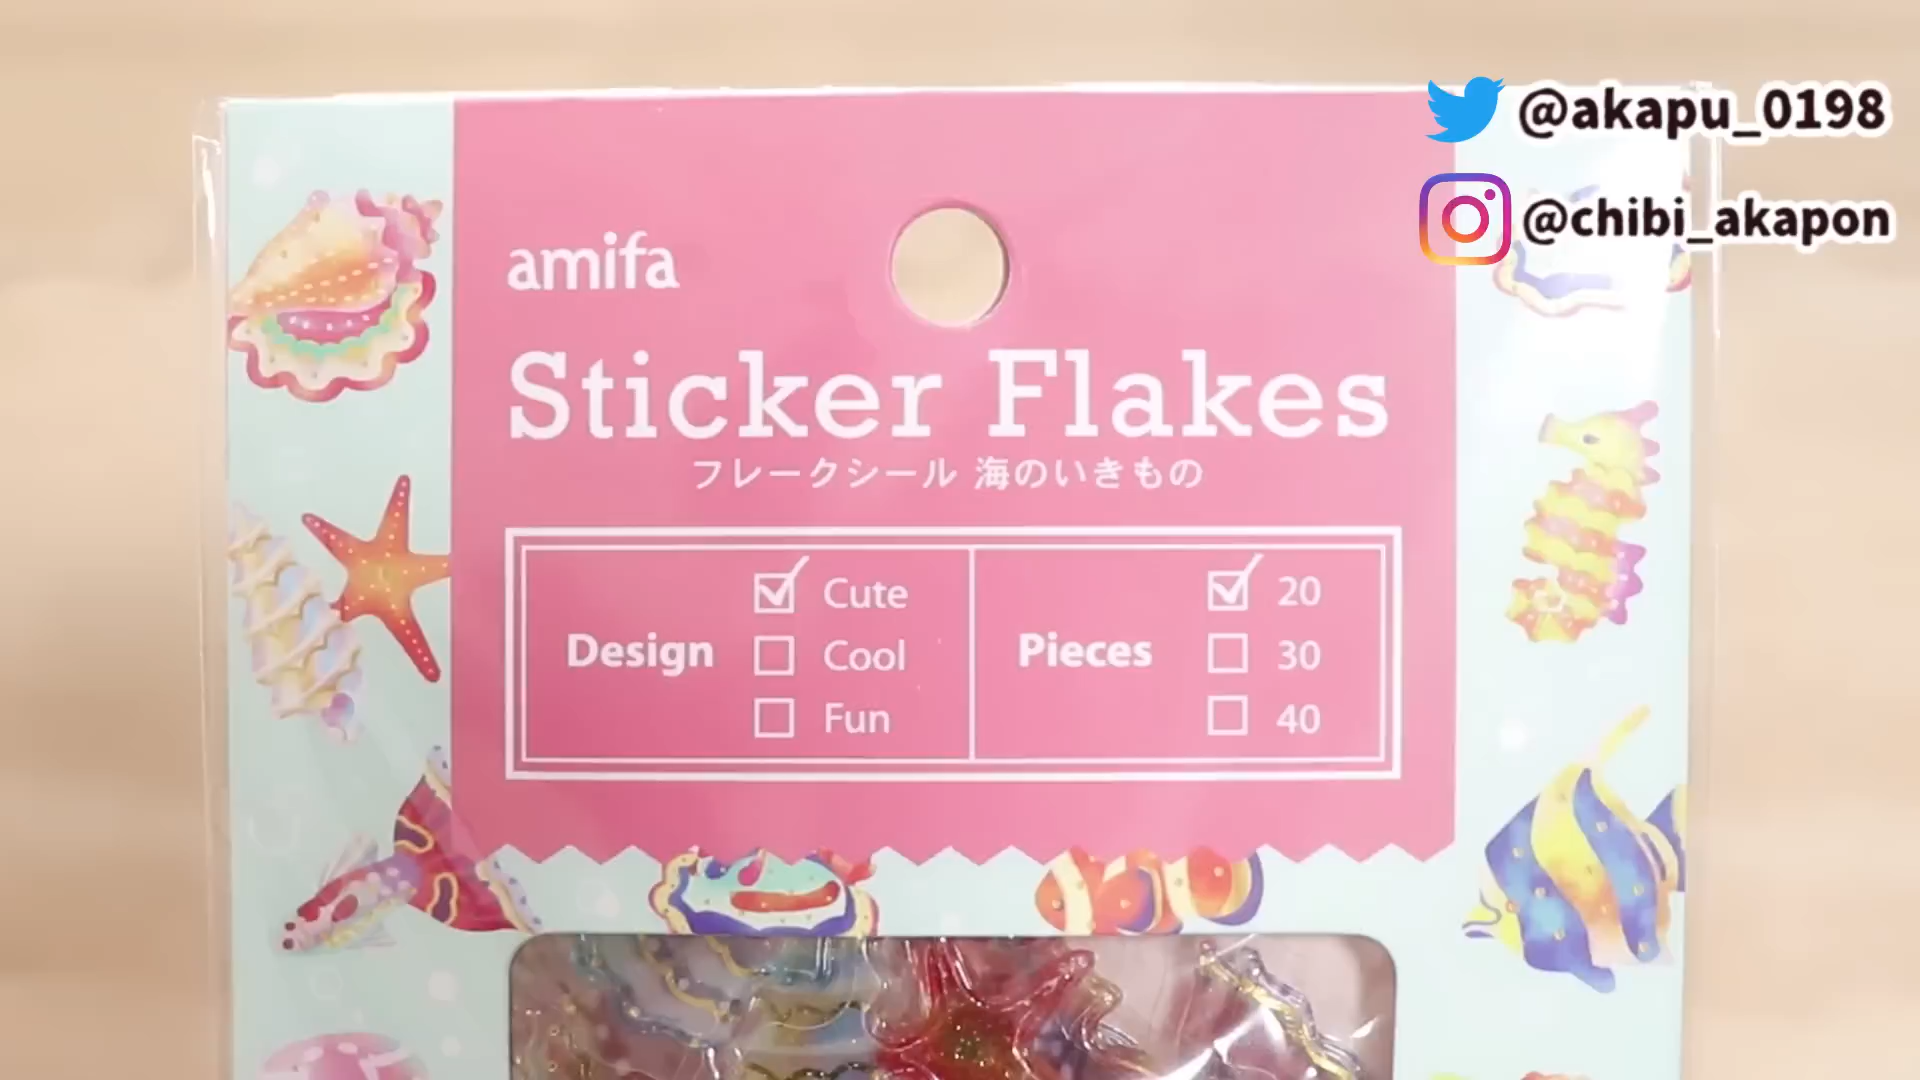 @akapu_0198
@chibi_akapon
amifa
Sticker Flakes
フレークシール 海のいきもの
Design
Cute
Cool
Fun
Pieces
20
30
40